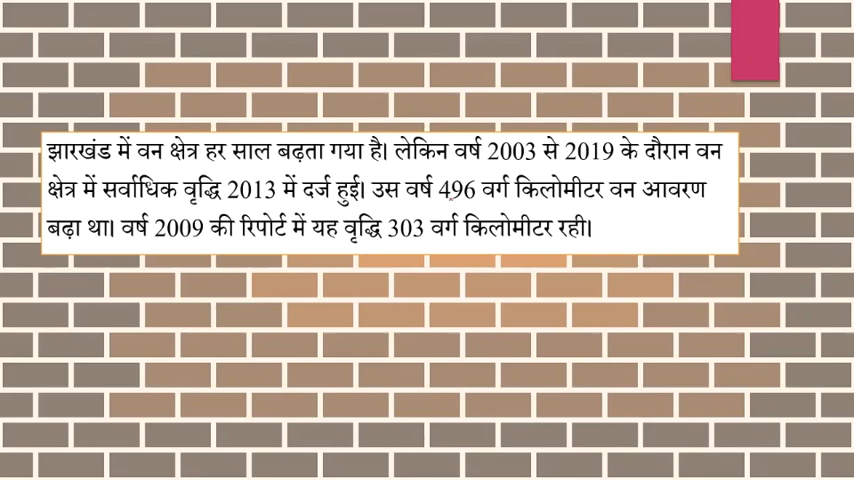 झारखंड में वन क्षेत्र हर साल बढ़ता गया है। लेकिन वर्ष 2003 से 2019 के दौरान वन
क्षेत्र में सर्वाधिक वृद्धि 2013 में दर्ज हुई। उस वर्ष 496 वर्ग किलोमीटर वन आवरण
बढ़ा था। वर्ष 2009 की रिपोर्ट में यह वृद्धि 303 वर्ग किलोमीटर रही।